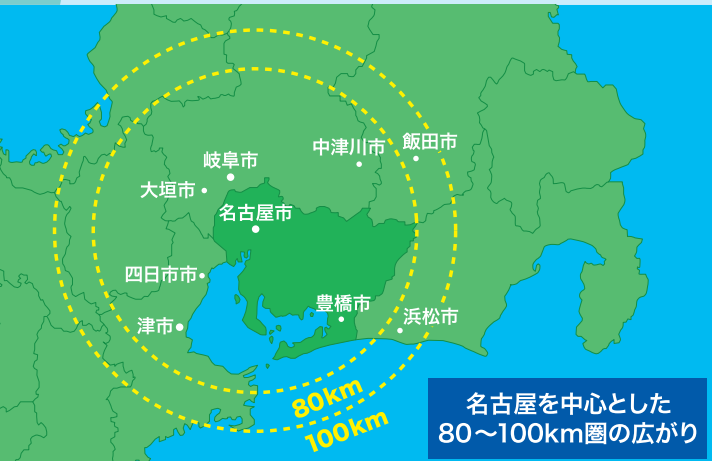 中津川市
飯田市
岐阜市
大垣市
名古屋市
四日市市
豊橋市
浜松市
津市
80km
100km
名古屋を中心とした
80〜100km圏の広がり